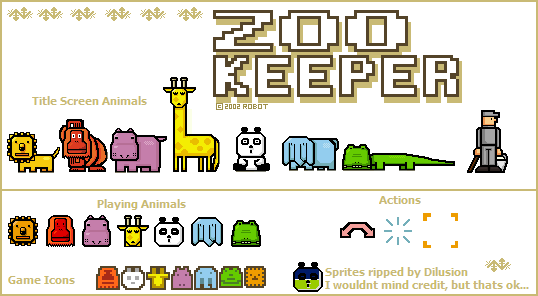 ZOO
KEEPER
©2002 ROBOT
Title Screen Animals
Playing Animals
Actions
Game Icons
Sprites ripped by Dilusion
I wouldnt mind credit, but thats ok...